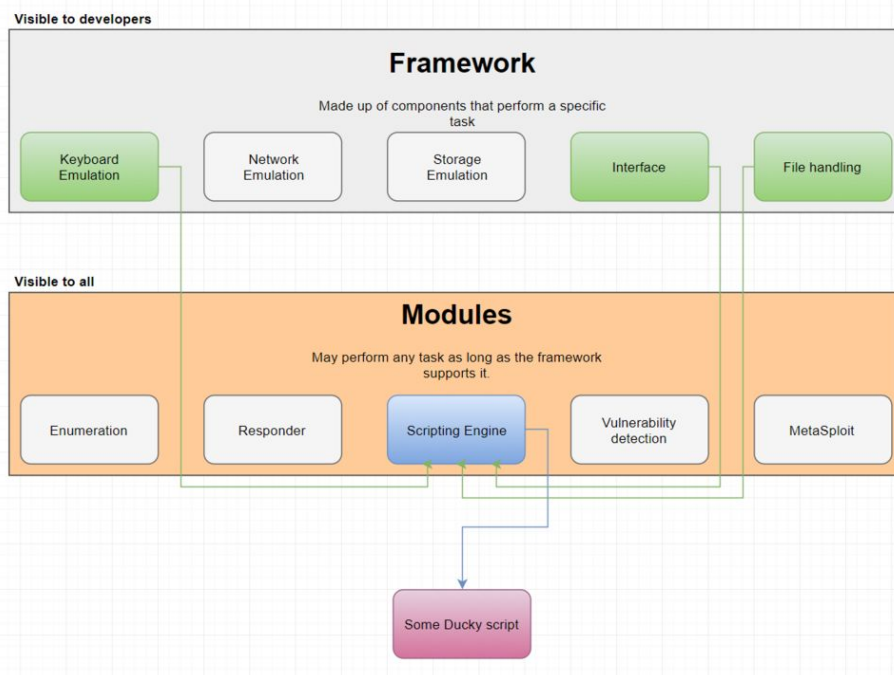 Visible to developers
Framework
Made up of components that perform a specific
task
Keyboard
Emulation
Network
Emulation
Storage
Emulation
Interface
File handling
Visible to all
Modules
May perform any task as long as the framework
supports it.
Enumeration
Responder
Scripting Engine
Vulnerability
detection
MetaSploit
Some Ducky script